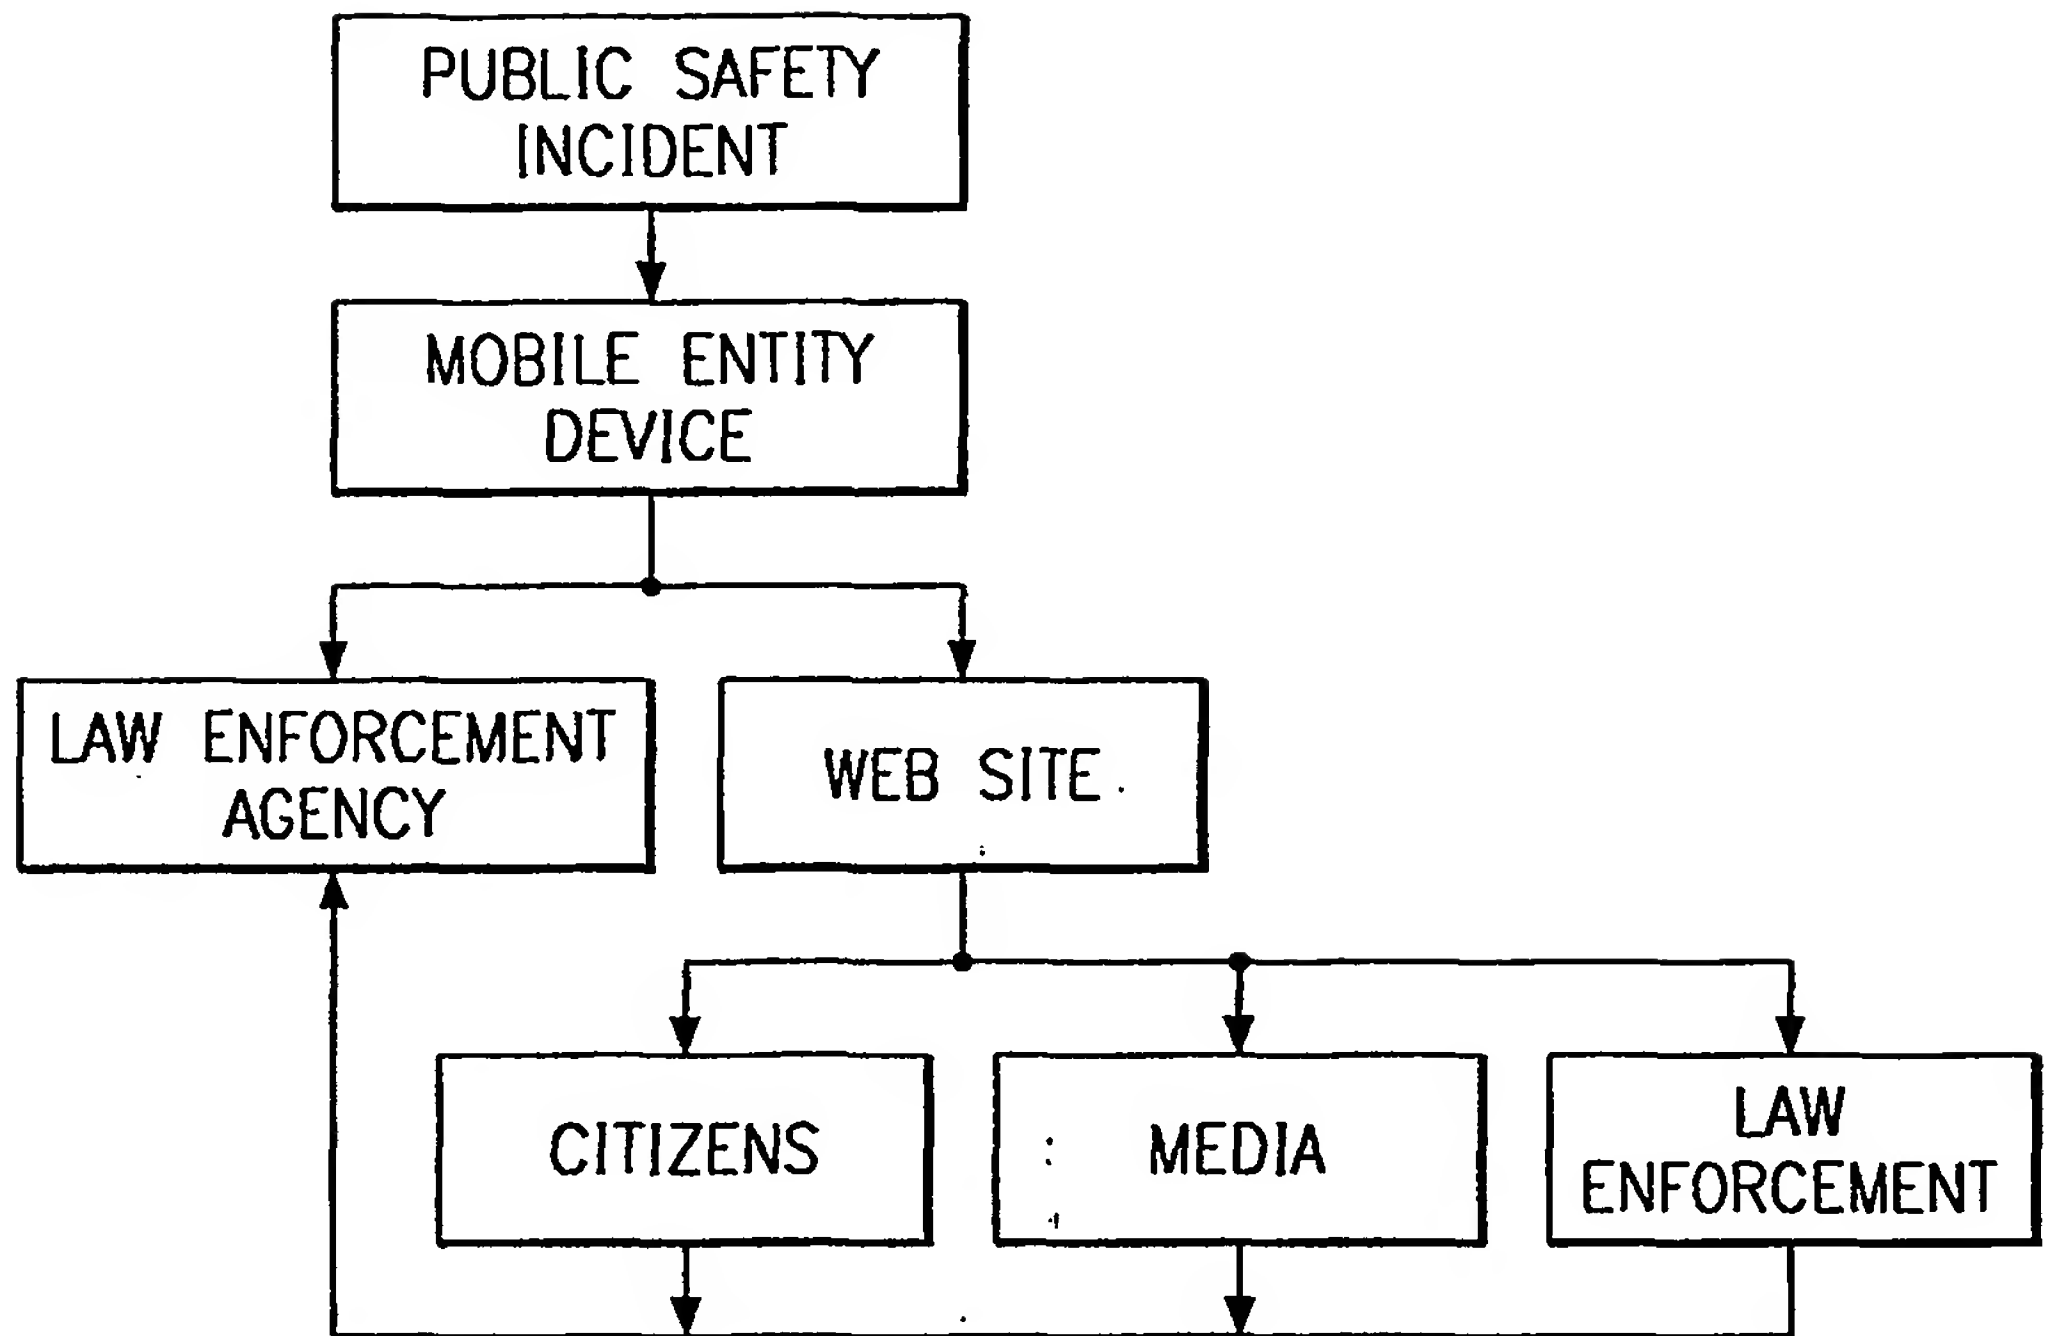 PUBLIC SAFETY
INCIDENT
MOBILE ENTITY
DEVICE
LAW ENFORCEMENT
AGENCY
WEB SITE
CITIZENS
MEDIA
LAW
ENFORCEMENT